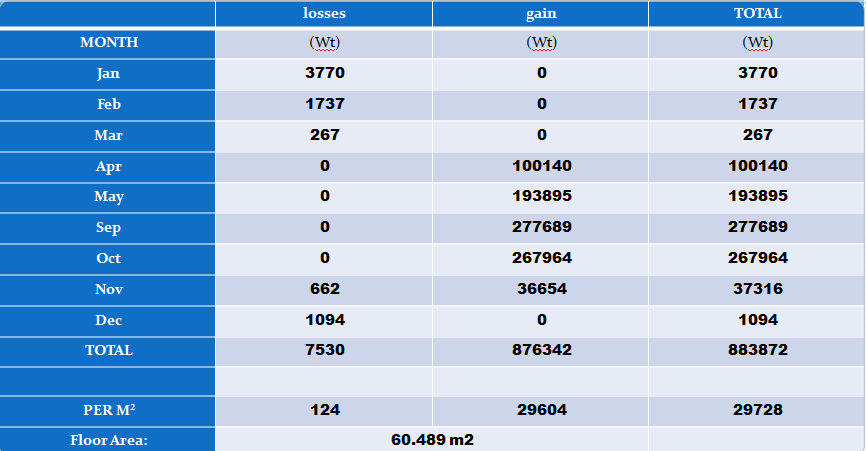 losses gain TOTAL
MONTH (Wt) (Wt) (Wt)
Jan 3770 0 3770
Feb 1737 0 1737
Mar 267 0 267
Apr 0 100140 100140
May 0 193895 193895
Sep 0 277689 277689
Oct 0 267964 267964
Nov 662 36654 37316
Dec 1094 0 1094
TOTAL 7530 876342 883872
PER M² 124 29604 29728
Floor Area: 60.489 m2